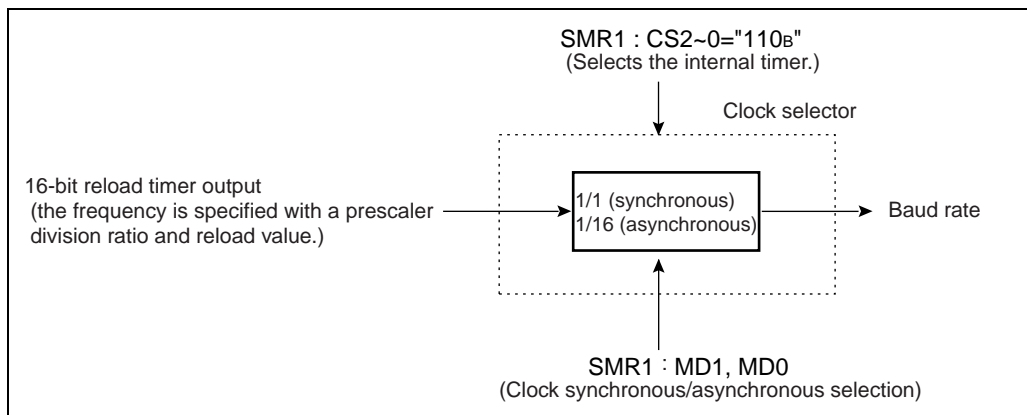 SMR1 : CS2~0="110B"
(Selects the internal timer.)
Clock selector
16-bit reload timer output
(the frequency is specified with a prescaler
division ratio and reload value.)
1/1 (synchronous)
1/16 (asynchronous)
Baud rate
SMR1 : MD1, MD0
(Clock synchronous/asynchronous selection)